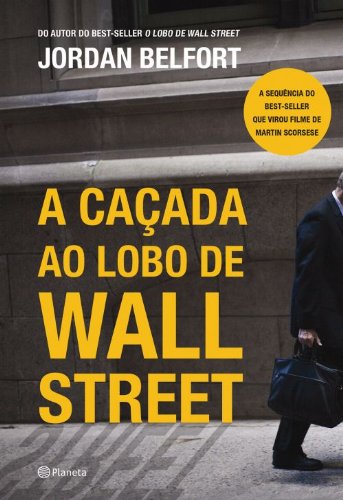 DO AUTOR DO BEST-SELLER O LOBO DE WALL STREET
JORDAN BELFORT
A SEQUÊNCIA DO
BEST-SELLER
QUE VIROU FILME DE
MARTIN SCORSESE
A CAÇADA
AO LOBO DE
WALL
STREET
Planeta